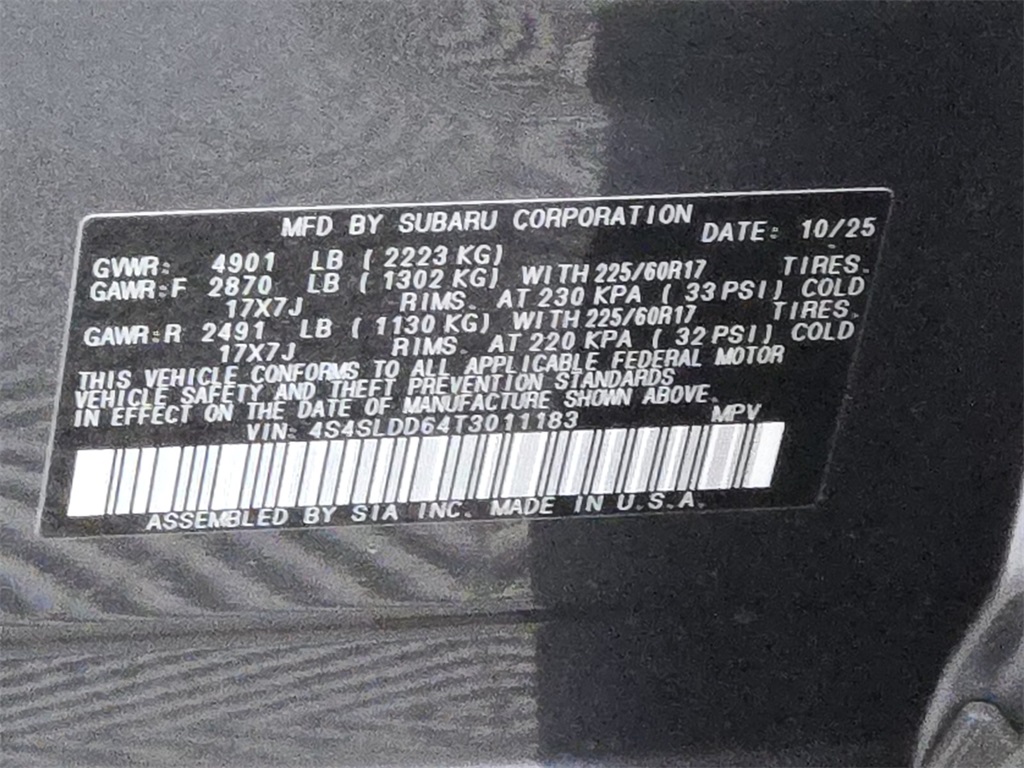 MFD BY SUBARU CORPORATION DATE: 10/25
GVWR: 4901 LB ( 2223 KG)
GAWR:F 2870 LB ( 1302 KG) WITH 225/60R17 TIRES.
17X7J RIMS. AT 230 KPA ( 33 PSI) COLD
GAWR:R 2491 LB ( 1130 KG) WITH 225/60R17 TIRES.
17X7J RIMS. AT 220 KPA ( 32 PSI) COLD
THIS VEHICLE CONFORMS TO ALL APPLICABLE FEDERAL MOTOR
VEHICLE SAFETY AND THEFT PREVENTION STANDARDS
IN EFFECT ON THE DATE OF MANUFACTURE SHOWN ABOVE.
VIN: 4S4SLDD64T3011183 MPV
ASSEMBLED BY SIA INC. MADE IN U.S.A.